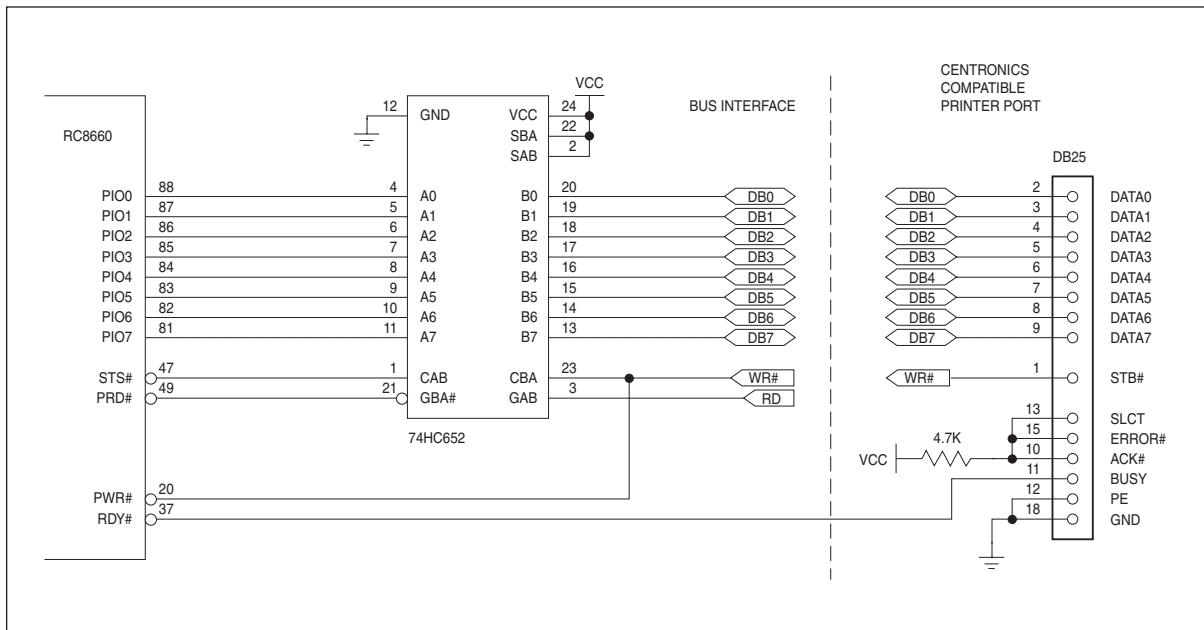 CENTRONICS
COMPATIBLE
PRINTER PORT
BUS INTERFACE
VCC
RC8660
DB25
12 GND VCC 24
SBA 22
SAB 2
PIO0 88 4 A0 B0 20 DB0 DB0 2 DATA0
PIO1 87 5 A1 B1 19 DB1 DB1 3 DATA1
PIO2 86 6 A2 B2 18 DB2 DB2 4 DATA2
PIO3 85 7 A3 B3 17 DB3 DB3 5 DATA3
PIO4 84 8 A4 B4 16 DB4 DB4 6 DATA4
PIO5 83 9 A5 B5 15 DB5 DB5 7 DATA5
PIO6 82 10 A6 B6 14 DB6 DB6 8 DATA6
PIO7 81 11 A7 B7 13 DB7 DB7 9 DATA7
STS# 47 1 CAB CBA 23 WR# WR# 1 STB#
PRD# 49 21 GBA# GAB 3 RD
74HC652
13 SLCT
15 ERROR#
VCC 4.7K 10 ACK#
11 BUSY
PWR# 20 12 PE
RDY# 37 18 GND